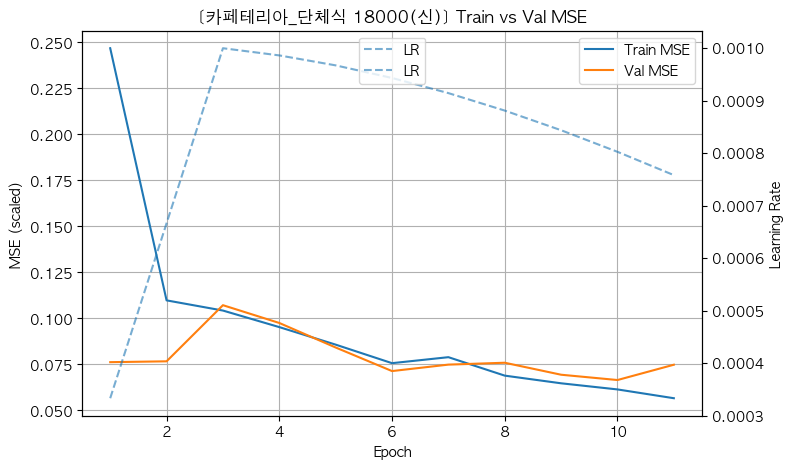 [카페테리아_단체식 18000(신)] Train vs Val MSE
MSE (scaled)
0.250
0.225
0.200
0.175
0.150
0.125
0.100
0.075
0.050
LR
LR
Train MSE
Val MSE
0.0010
0.0009
0.0008
0.0007
0.0006
0.0005
0.0004
0.0003
Learning Rate
2 4 6 8 10
Epoch